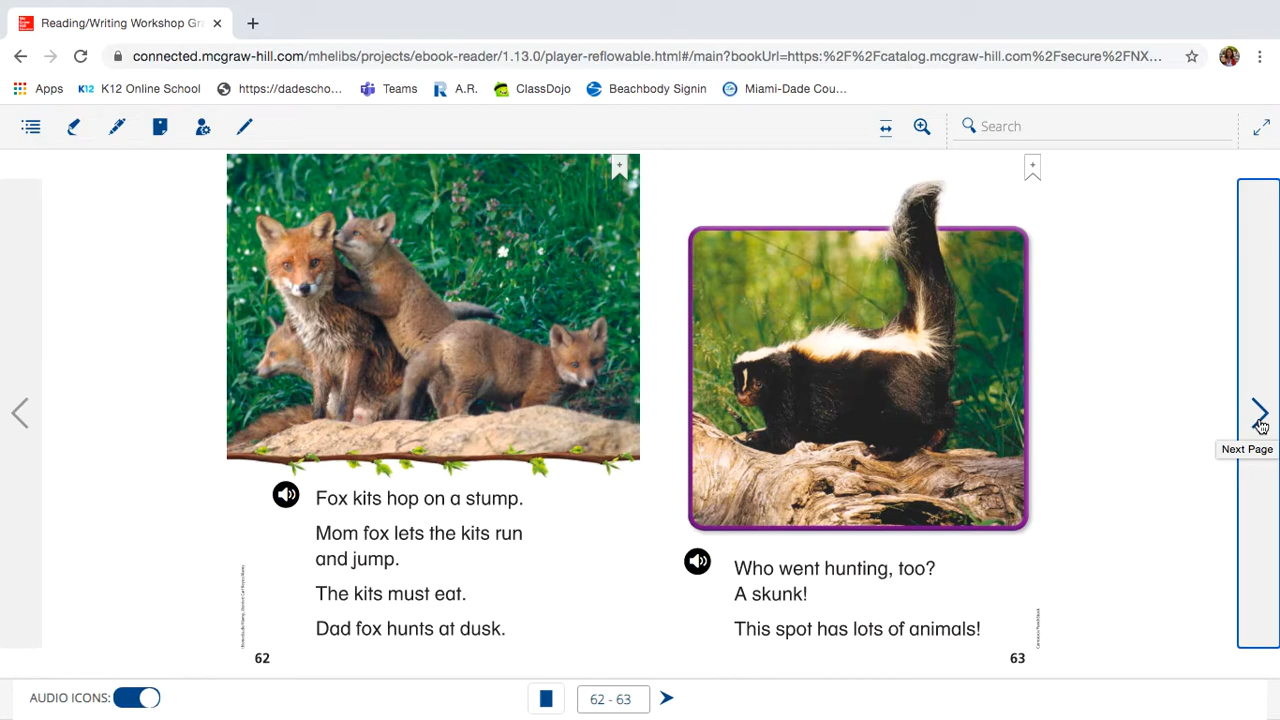 Reading/Writing Workshop Gr
connected.mcgraw-hill.com/mhelibs/projects/ebook-reader/1.13.0/player-reflowable.html#/main?bookUrl=https:%2F%2Fcatalog.mcgraw-hill.com%2Fsecure%2FNX...
Apps
K12 K12 Online School
https://dadescho...
Teams
A.R.
ClassDojo
Beachbody Signin
Miami-Dade Cou...
Search
Fox kits hop on a stump.
Mom fox lets the kits run
and jump.
The kits must eat.
Dad fox hunts at dusk.
62
Who went hunting, too?
A skunk!
This spot has lots of animals!
63
Next Page
AUDIO ICONS:
62 - 63